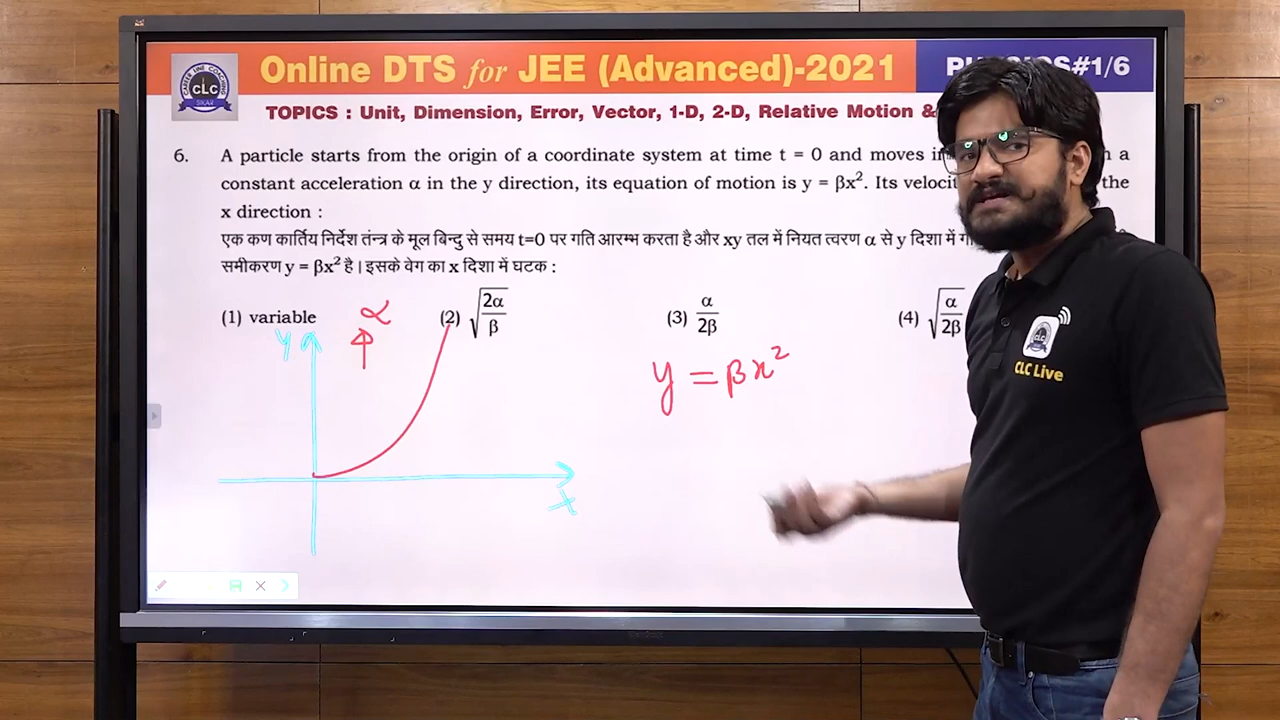 Online DTS for JEE (Advanced)-2021
#1/6
CLC
SIKAR
TOPICS : Unit, Dimension, Error, Vector, 1-D, 2-D, Relative Motion &
6. A particle starts from the origin of a coordinate system at time t = 0 and moves in a
constant acceleration α in the y direction, its equation of motion is y = βx². Its the
x direction :
एक कण कार्तिय निर्देश तंन्त्र के मूल बिन्दु से समय t=0 पर गति आरम्भ करता है और xy तल में नियत त्वरण α से y दिशा में
समीकरण y = βx² है। इसके वेग का x दिशा में घटक :
(1) variable (2) √(2α/β) (3) α/2β (4) √(α/2β)
y
α
y = βx²
x
CLC
CLC Live